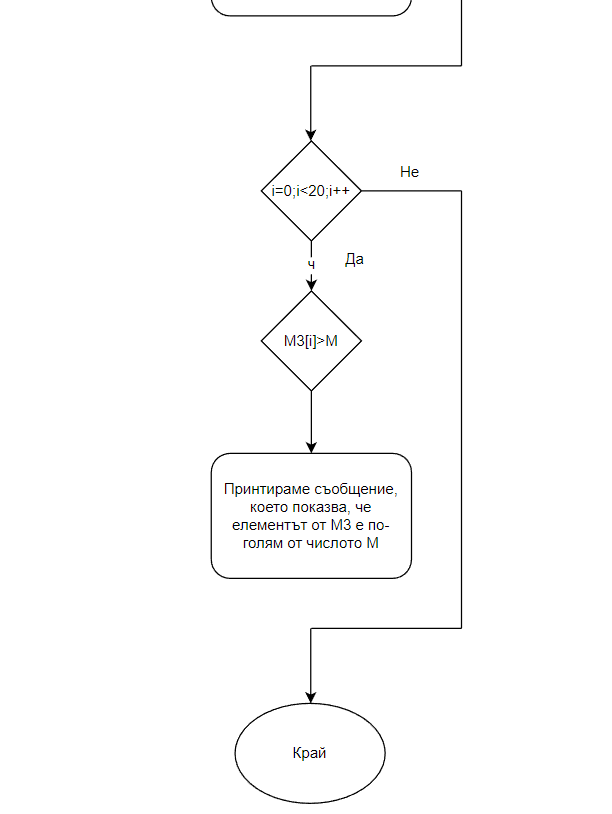 Не
i=0;i<20;i++
ч
Да
M3[i]>M
Принтираме съобщение,
което показва, че
елементът от M3 е по-
голям от числото M
Край